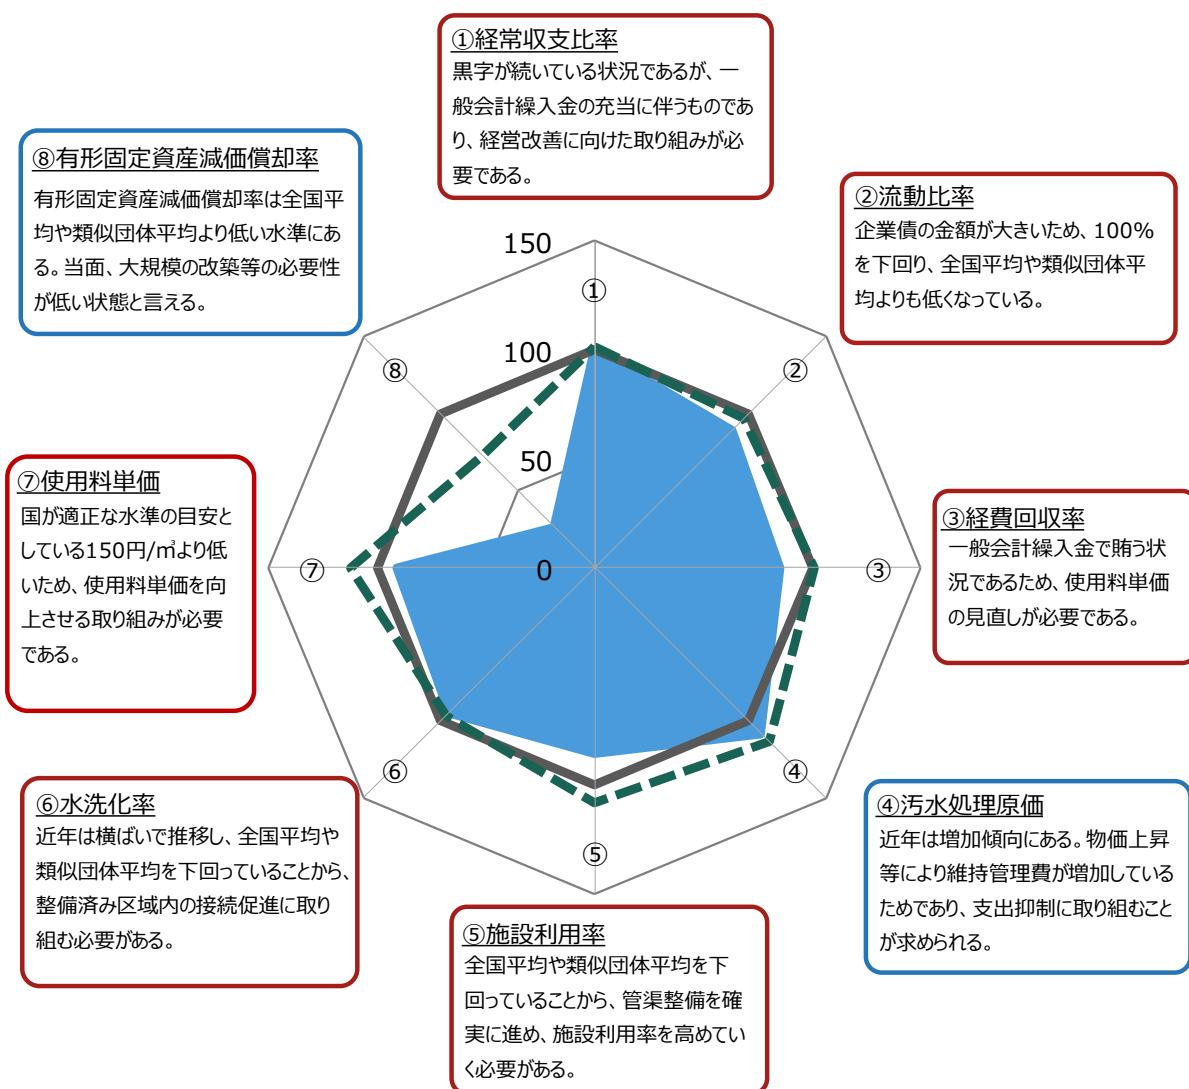 ①経常収支比率
黒字が続いている状況であるが、一
般会計繰入金の充当に伴うものであ
り、経営改善に向けた取り組みが必
要である。
②流動比率
企業債の金額が大きいため、100%
を下回り、全国平均や類似団体平
均よりも低くなっている。
③経費回収率
一般会計繰入金で賄う状
況であるため、使用料単価
の見直しが必要である。
④汚水処理原価
近年は増加傾向にある。物価上昇
等により維持管理費が増加している
ためであり、支出抑制に取り組むこと
が求められる。
⑤施設利用率
全国平均や類似団体平均を下
回っていることから、管渠整備を確
実に進め、施設利用率を高めてい
く必要がある。
⑥水洗化率
近年は横ばいで推移し、全国平均や
類似団体平均を下回っていることから、
整備済み区域内の接続促進に取り
組む必要がある。
⑦使用料単価
国が適正な水準の目安と
している150円/㎥より低
いため、使用料単価を向
上させる取り組みが必要
である。
⑧有形固定資産減価償却率
有形固定資産減価償却率は全国平
均や類似団体平均より低い水準にあ
る。当面、大規模の改築等の必要性
が低い状態と言える。
150
100
50
0
①
②
③
④
⑤
⑥
⑦
⑧